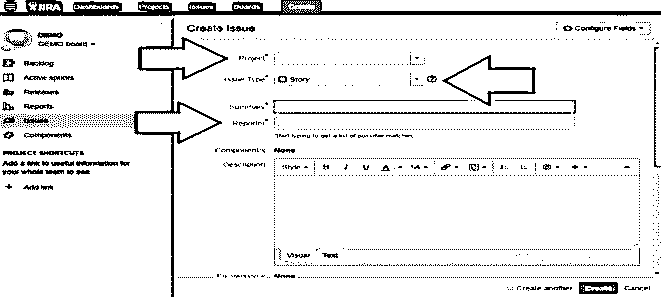 JIRA Dashboards Projects Issues Boards Create
DEMO
DEMO board
Create Issue
Configure Fields
Backlog
Active sprints
Releases
Reports
Issues
Components
PROJECT SHORTCUTS
Add a link to useful information for
your whole team to see.
+ Add link
Project*
Issue Type* Story
Summary*
Reporter*
Start typing to get a list of possible matches.
Components None
Description
Style B I U A
Visual Text
None
Create another Create Cancel